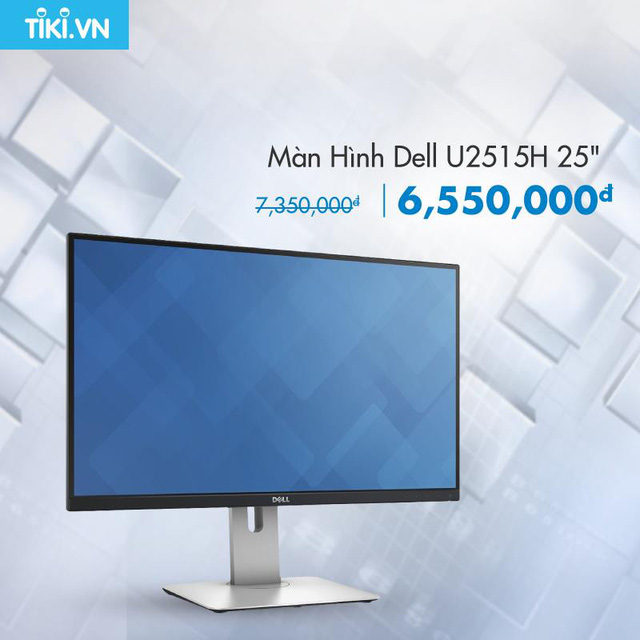 TiKi.VN
Màn Hình Dell U2515H 25"
7,350,000đ | 6,550,000đ
DELL